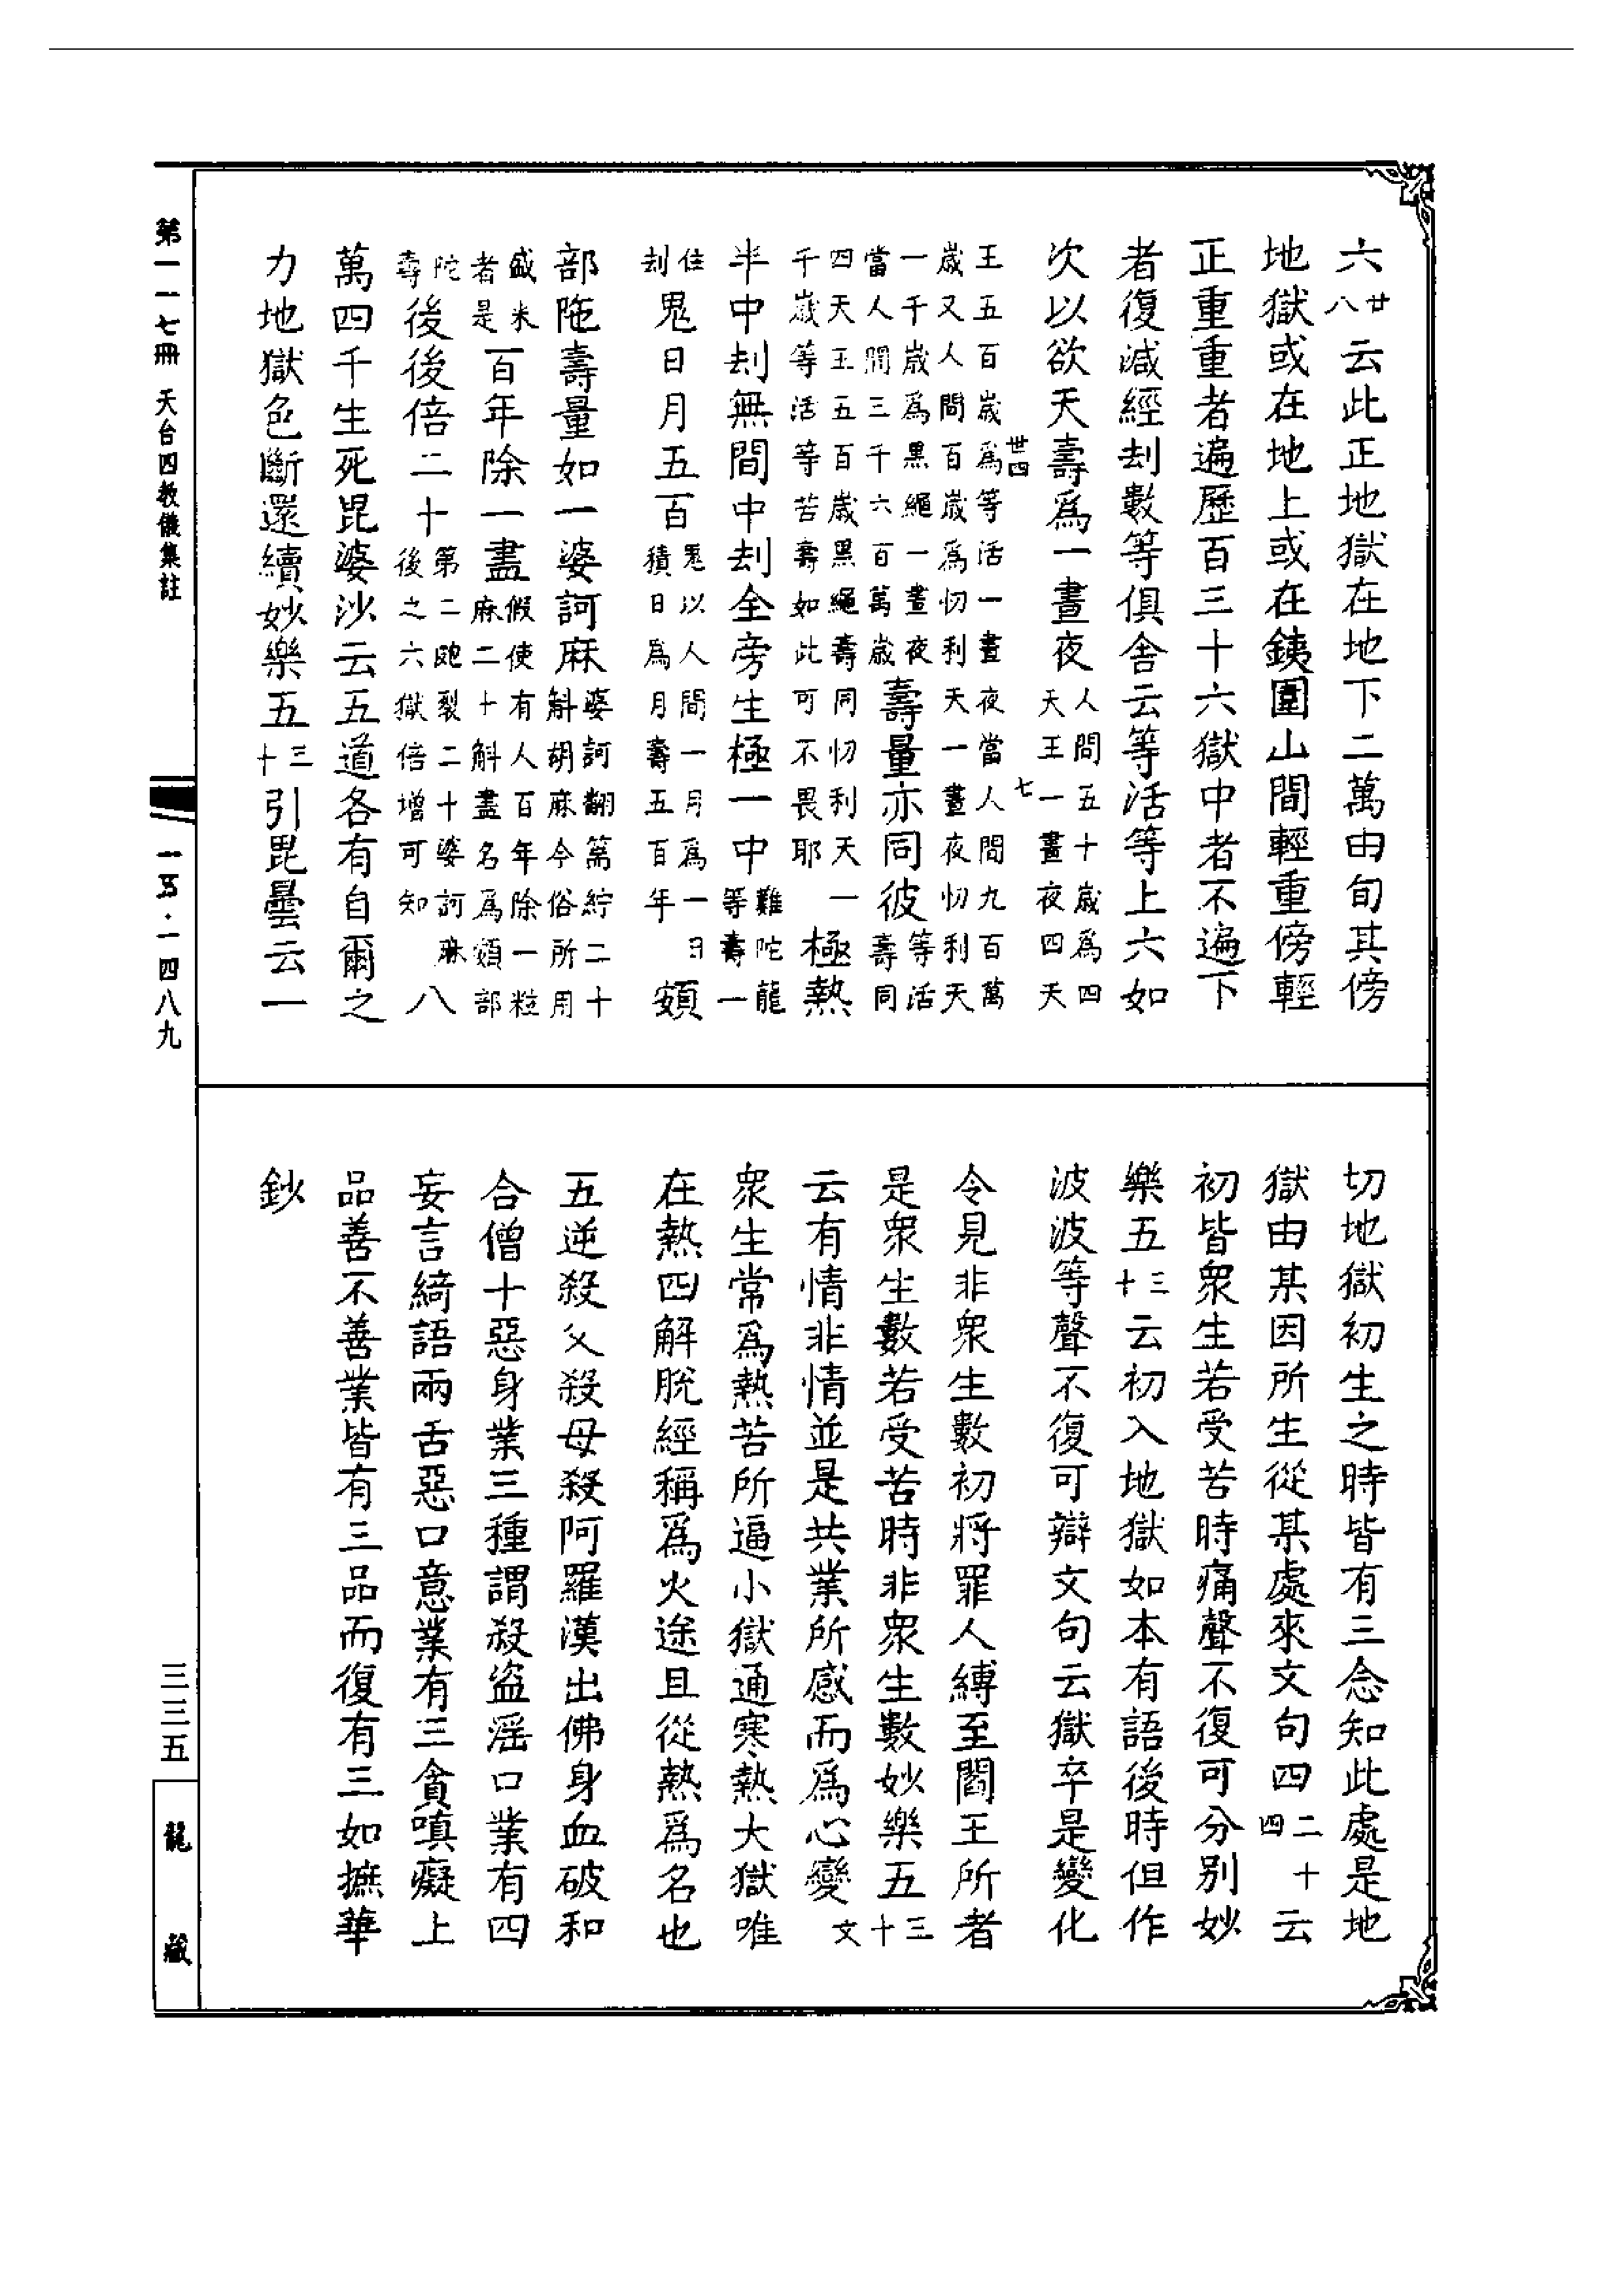 六廿八云此正地獄在地下二萬由旬其傍
地獄或在地上或在鐵圍山間輕重傍輕
正重重者遍歷百三十六獄中者不遍下
者復減經刦數等俱舍云等活等上六如
次以欲天壽爲一晝夜人間五十歲爲四天王一晝夜四天
王五百歲爲等活一晝夜當人間九百萬歲又人間百歲爲忉利天一晝夜忉利天
一千歲爲黑繩一晝夜當人間三千六百萬歲壽量亦同彼等活壽同
四天王五百歲黑繩壽同忉利天一千歲等活等苦壽如此可不畏耶極熱
半中刦無間中刦全旁生極一中難陀龍等壽一
住刦鬼日月五百鬼以人間一月爲一日積日爲月壽五百年頞
部陁壽量如一婆訶麻婆訶翻篅紵二十斛胡麻今俗所用
盛米者是百年除一盡假使有人百年除一粒麻二十斛盡名爲頞部
陀壽後後倍二十第二皰裂二十婆訶麻後之六獄倍增可知八
萬四千生死毘婆沙云五道各有自爾之
力地獄色斷還續妙樂五三十引毘曇云一
切地獄初生之時皆有三念知此處是地
獄由某因所生從某處來文句四二十四云
初皆衆生若受苦時痛聲不復可分別妙
樂五三十云初入地獄如本有語後時但作
波波等聲不復可辯文句云獄卒是變化
令見非衆生數初將罪人縛至閻王所者
是衆生數若受苦時非衆生數妙樂五三十
云有情非情並是共業所感而爲心變文
衆生常爲熱苦所逼小獄通寒熱大獄唯
在熱四解脫經稱爲火途且從熱爲名也
五逆殺父殺母殺阿羅漢出佛身血破和
合僧十惡身業三種謂殺盜淫口業有四
妄言綺語兩舌惡口意業有三貪嗔癡上
品善不善業皆有三品而復有三如摭華
鈔
第一一七冊 天台四教儀集註
一五·一四八九
三三五
龍藏
卅四
七